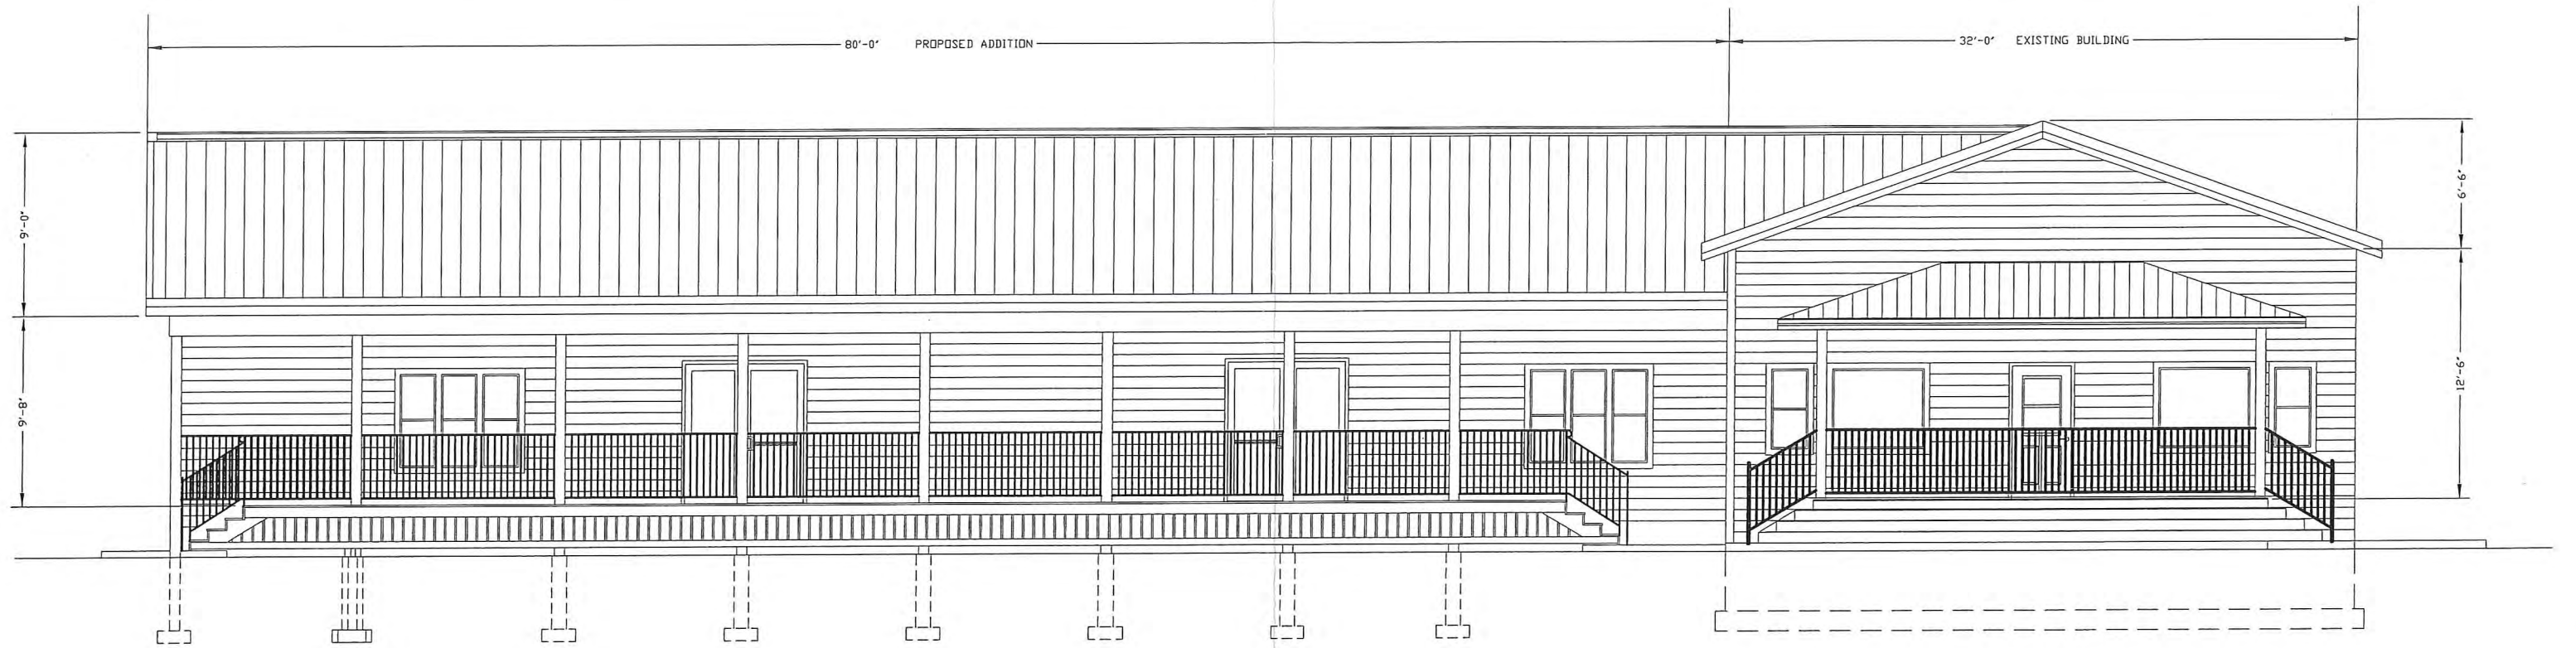 80'-0" PROPOSED ADDITION
32'-0" EXISTING BUILDING
9'-0"
6'-6"
9'-8"
12'-6"